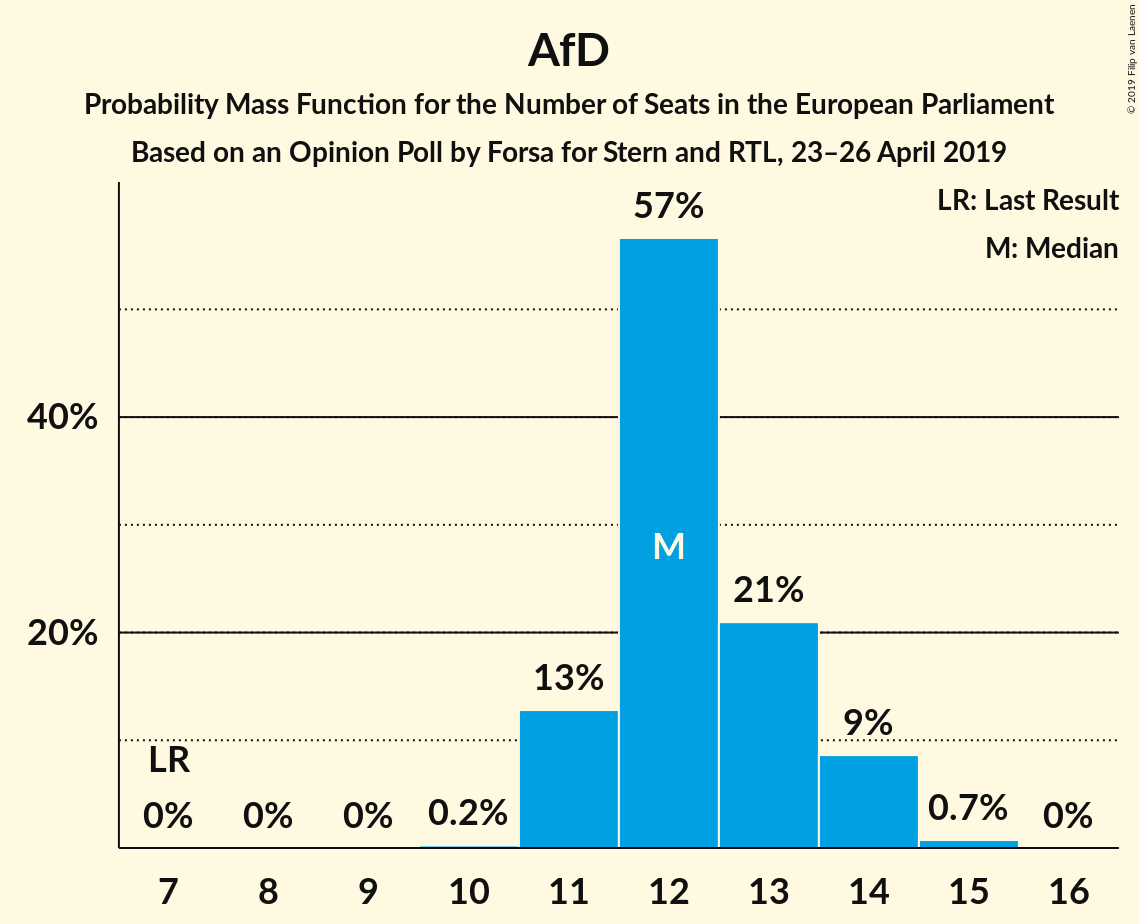 AfD
Probability Mass Function for the Number of Seats in the European Parliament
Based on an Opinion Poll by Forsa for Stern and RTL, 23–26 April 2019
© 2019 Filip van Laenen
LR: Last Result
M: Median
57%
40%
M
21%
20%
13%
9%
LR
0%
0%
0%
0.2%
0.7%
0%
7
8
9
10
11
12
13
14
15
16